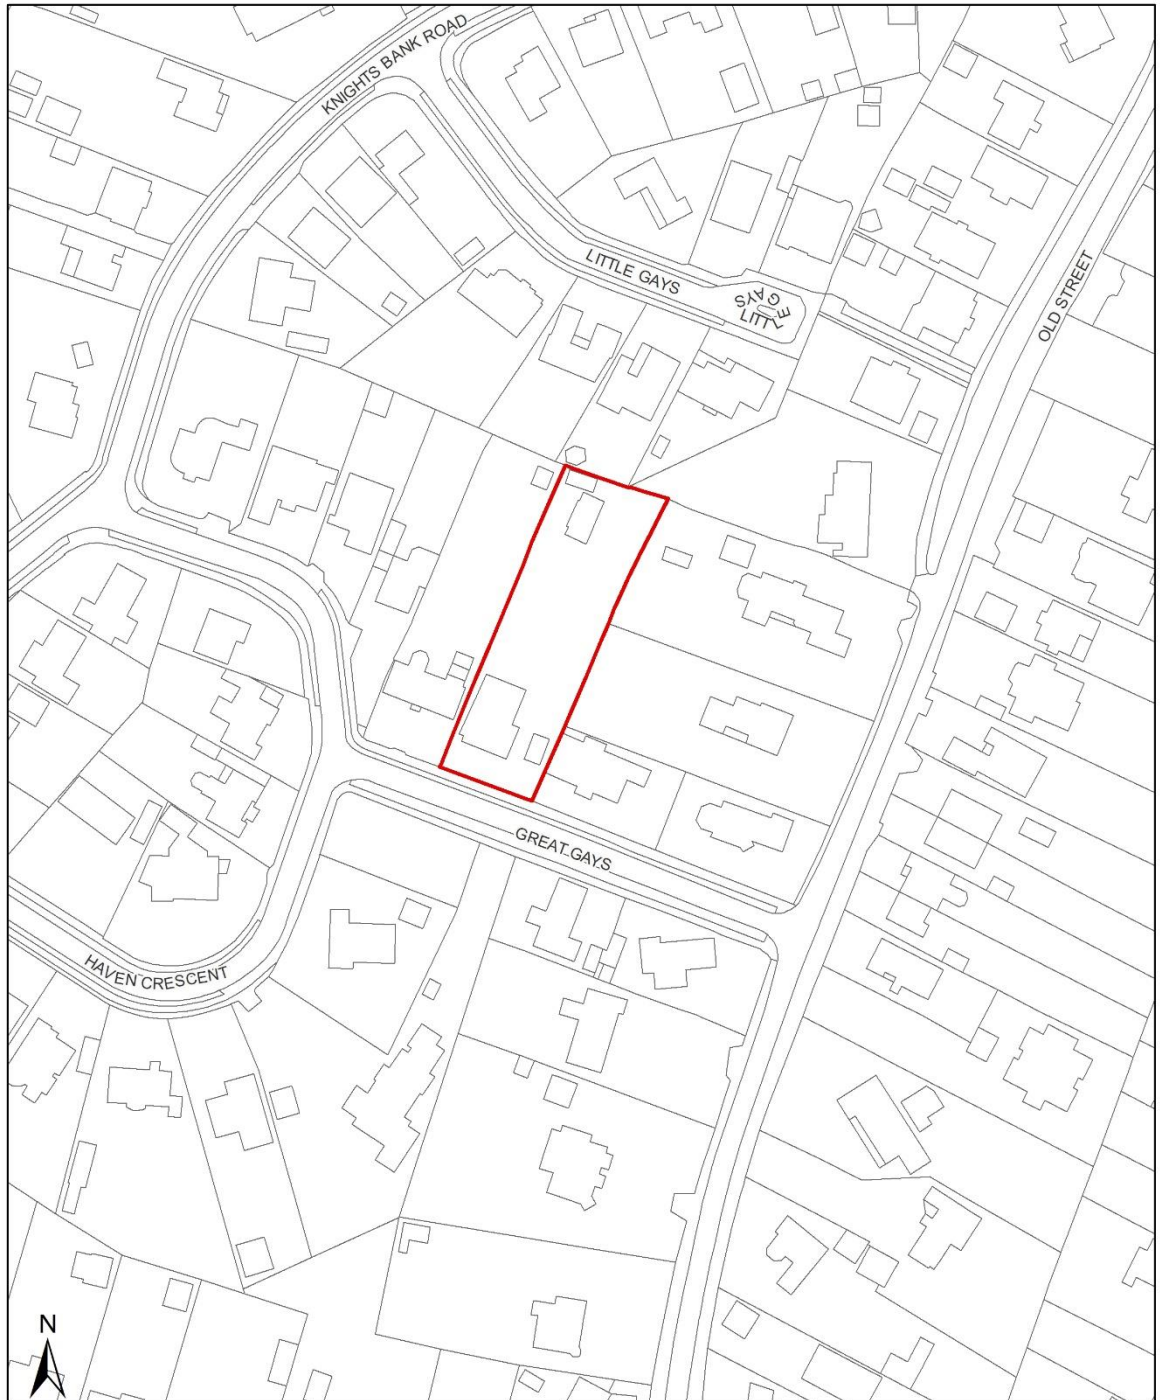 KNIGHTS BANK ROAD
LITTLE GAYS
LITTLE GAYS
OLD STREET
GREAT GAYS
HAVEN CRESCENT
N